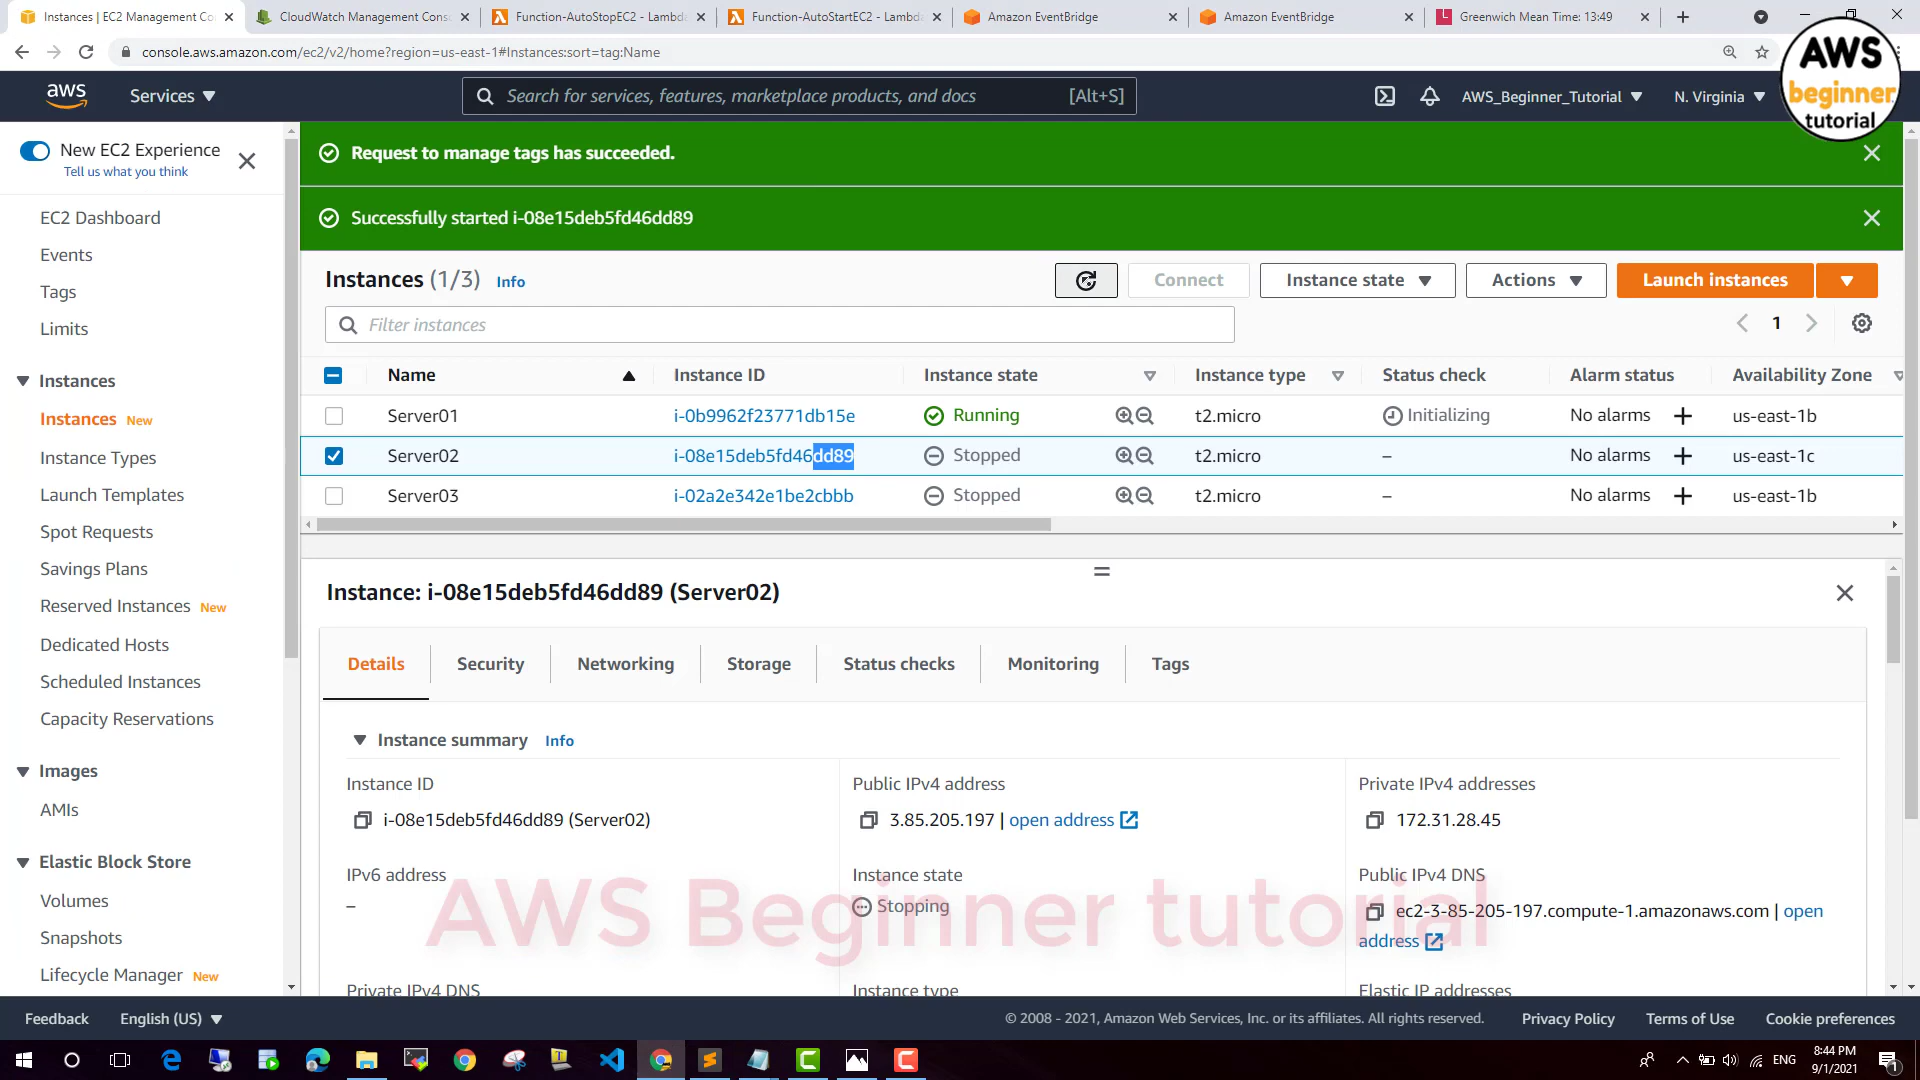 Instances | EC2 Management Co
CloudWatch Management Cons
Function-AutoStopEC2 - Lambda
Function-AutoStartEC2 - Lambda
Amazon EventBridge
Amazon EventBridge
Greenwich Mean Time: 13:49
console.aws.amazon.com/ec2/v2/home?region=us-east-1#Instances:sort=tag:Name
AWS
beginner
tutorial
aws
Services
Search for services, features, marketplace products, and docs [Alt+S]
AWS_Beginner_Tutorial
N. Virginia
New EC2 Experience
Tell us what you think
EC2 Dashboard
Events
Tags
Limits
Instances
Instances New
Instance Types
Launch Templates
Spot Requests
Savings Plans
Reserved Instances New
Dedicated Hosts
Scheduled Instances
Capacity Reservations
Images
AMIs
Elastic Block Store
Volumes
Snapshots
Lifecycle Manager New
Request to manage tags has succeeded.
Successfully started i-08e15deb5fd46dd89
Instances (1/3) Info
Connect
Instance state
Actions
Launch instances
Filter instances
1
Name Instance ID Instance state Instance type Status check Alarm status Availability Zone
Server01 i-0b9962f23771db15e Running t2.micro Initializing No alarms + us-east-1b
Server02 i-08e15deb5fd46dd89 Stopped t2.micro – No alarms + us-east-1c
Server03 i-02a2e342e1be2cbbb Stopped t2.micro – No alarms + us-east-1b
Instance: i-08e15deb5fd46dd89 (Server02)
Details Security Networking Storage Status checks Monitoring Tags
Instance summary Info
Instance ID
i-08e15deb5fd46dd89 (Server02)
Public IPv4 address
3.85.205.197 | open address
Private IPv4 addresses
172.31.28.45
IPv6 address
–
Instance state
Stopping
Public IPv4 DNS
ec2-3-85-205-197.compute-1.amazonaws.com | open
address
AWS Beginner tutorial
Private IPv4 DNS
Instance type
Elastic IP addresses
Feedback
English (US)
© 2008 - 2021, Amazon Web Services, Inc. or its affiliates. All rights reserved.
Privacy Policy
Terms of Use
Cookie preferences
ENG
8:44 PM
9/1/2021
1